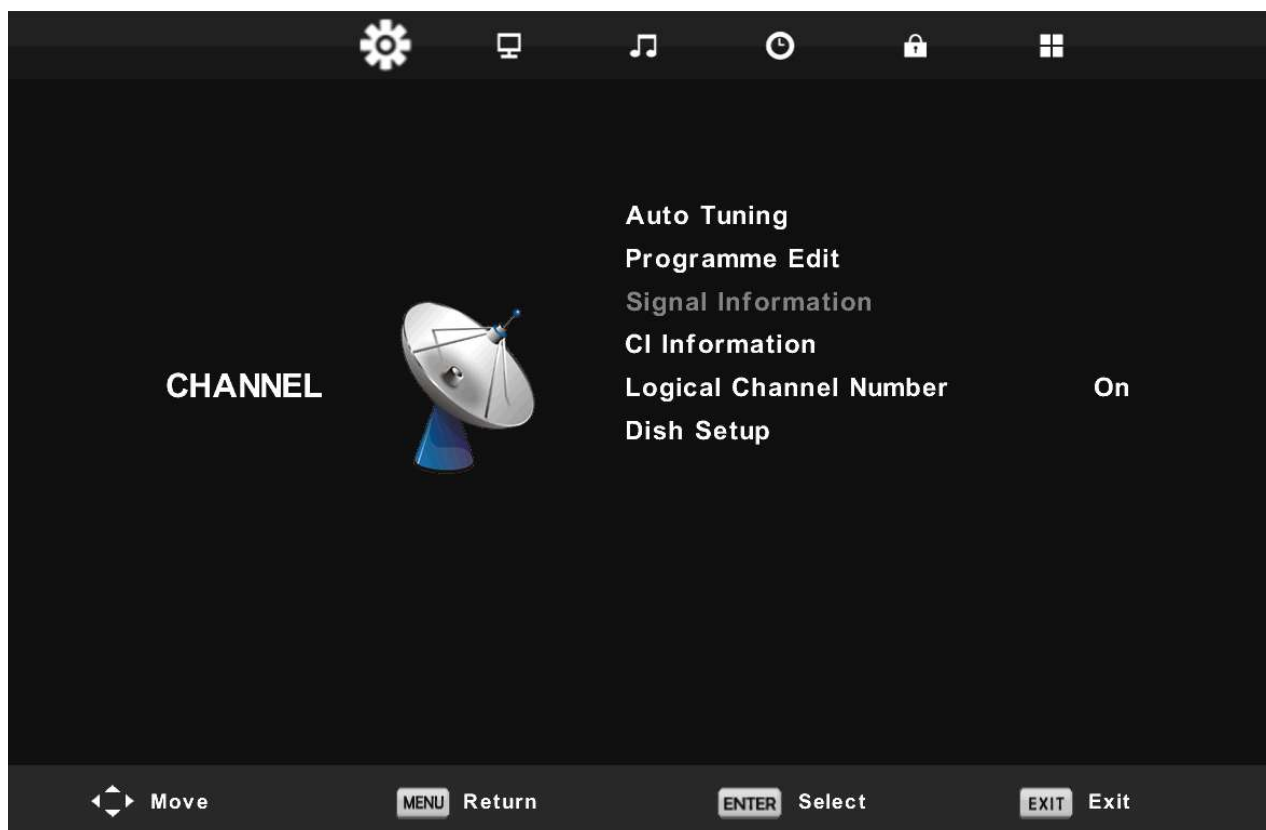 Auto Tuning
Programme Edit
Signal Information
CI Information
CHANNEL
Logical Channel Number On
Dish Setup
Move MENU Return ENTER Select EXIT Exit